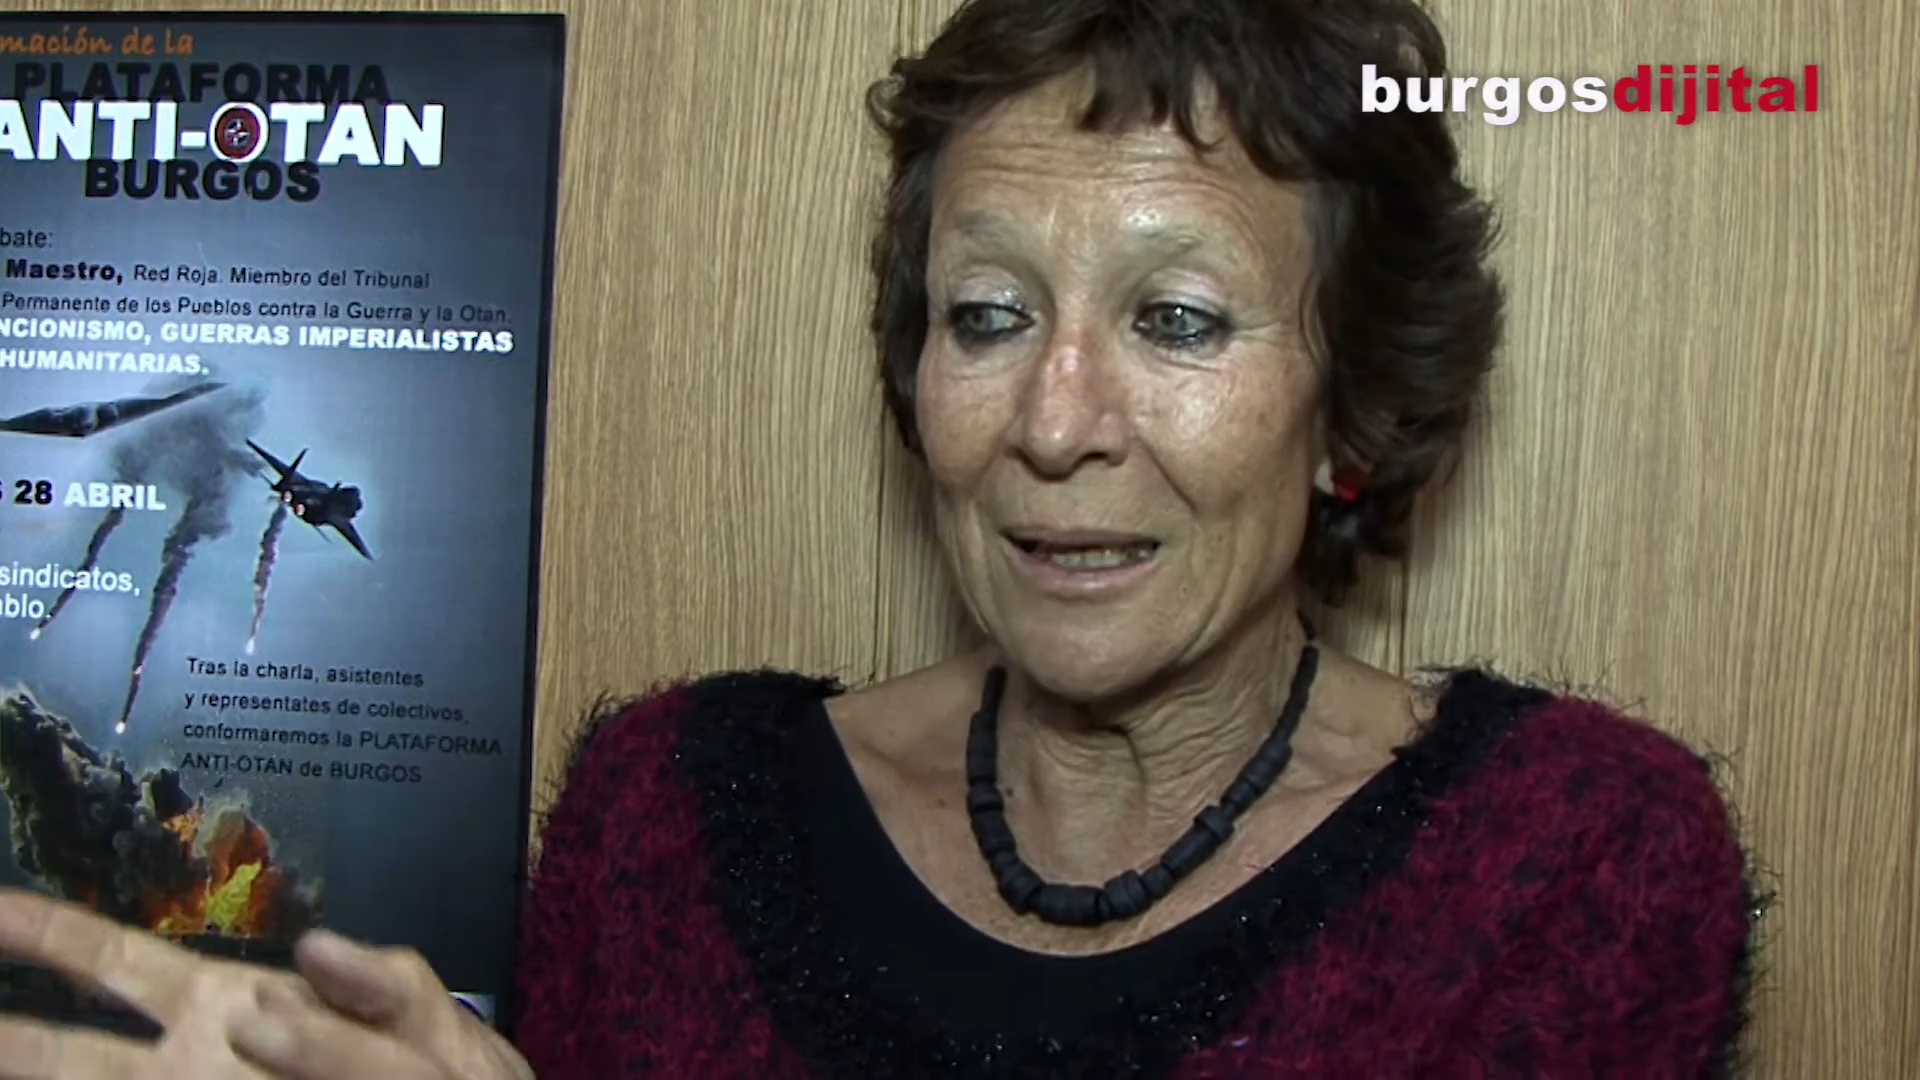 mación de la
PLATAFORMA
ANTI-OTAN
BURGOS
bate:
Maestro, Red Roja. Miembro del Tribunal
Permanente de los Pueblos contra la Guerra y la Otan.
NCIONISMO, GUERRAS IMPERIALISTAS
HUMANITARIAS.
28 ABRIL
sindicatos,
blo.
Tras la charla, asistentes
y representates de colectivos,
conformaremos la PLATAFORMA
ANTI-OTAN de BURGOS
burgosdijital